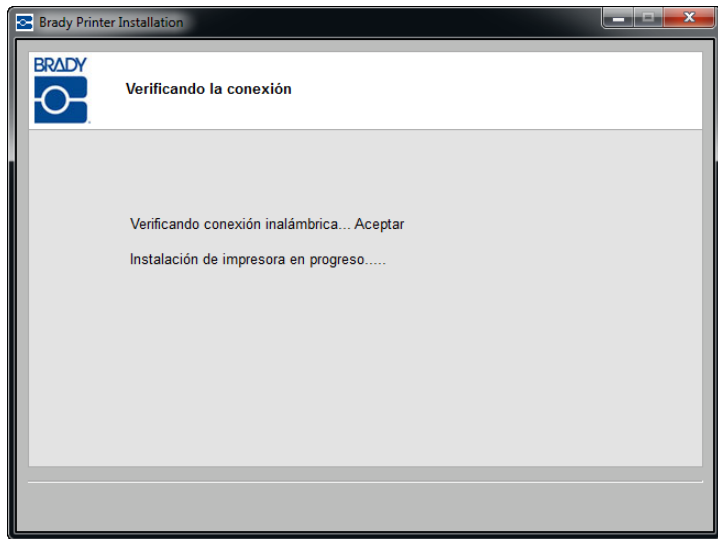 Brady Printer Installation
BRADY
Verificando la conexión
Verificando conexión inalámbrica... Aceptar
Instalación de impresora en progreso.....